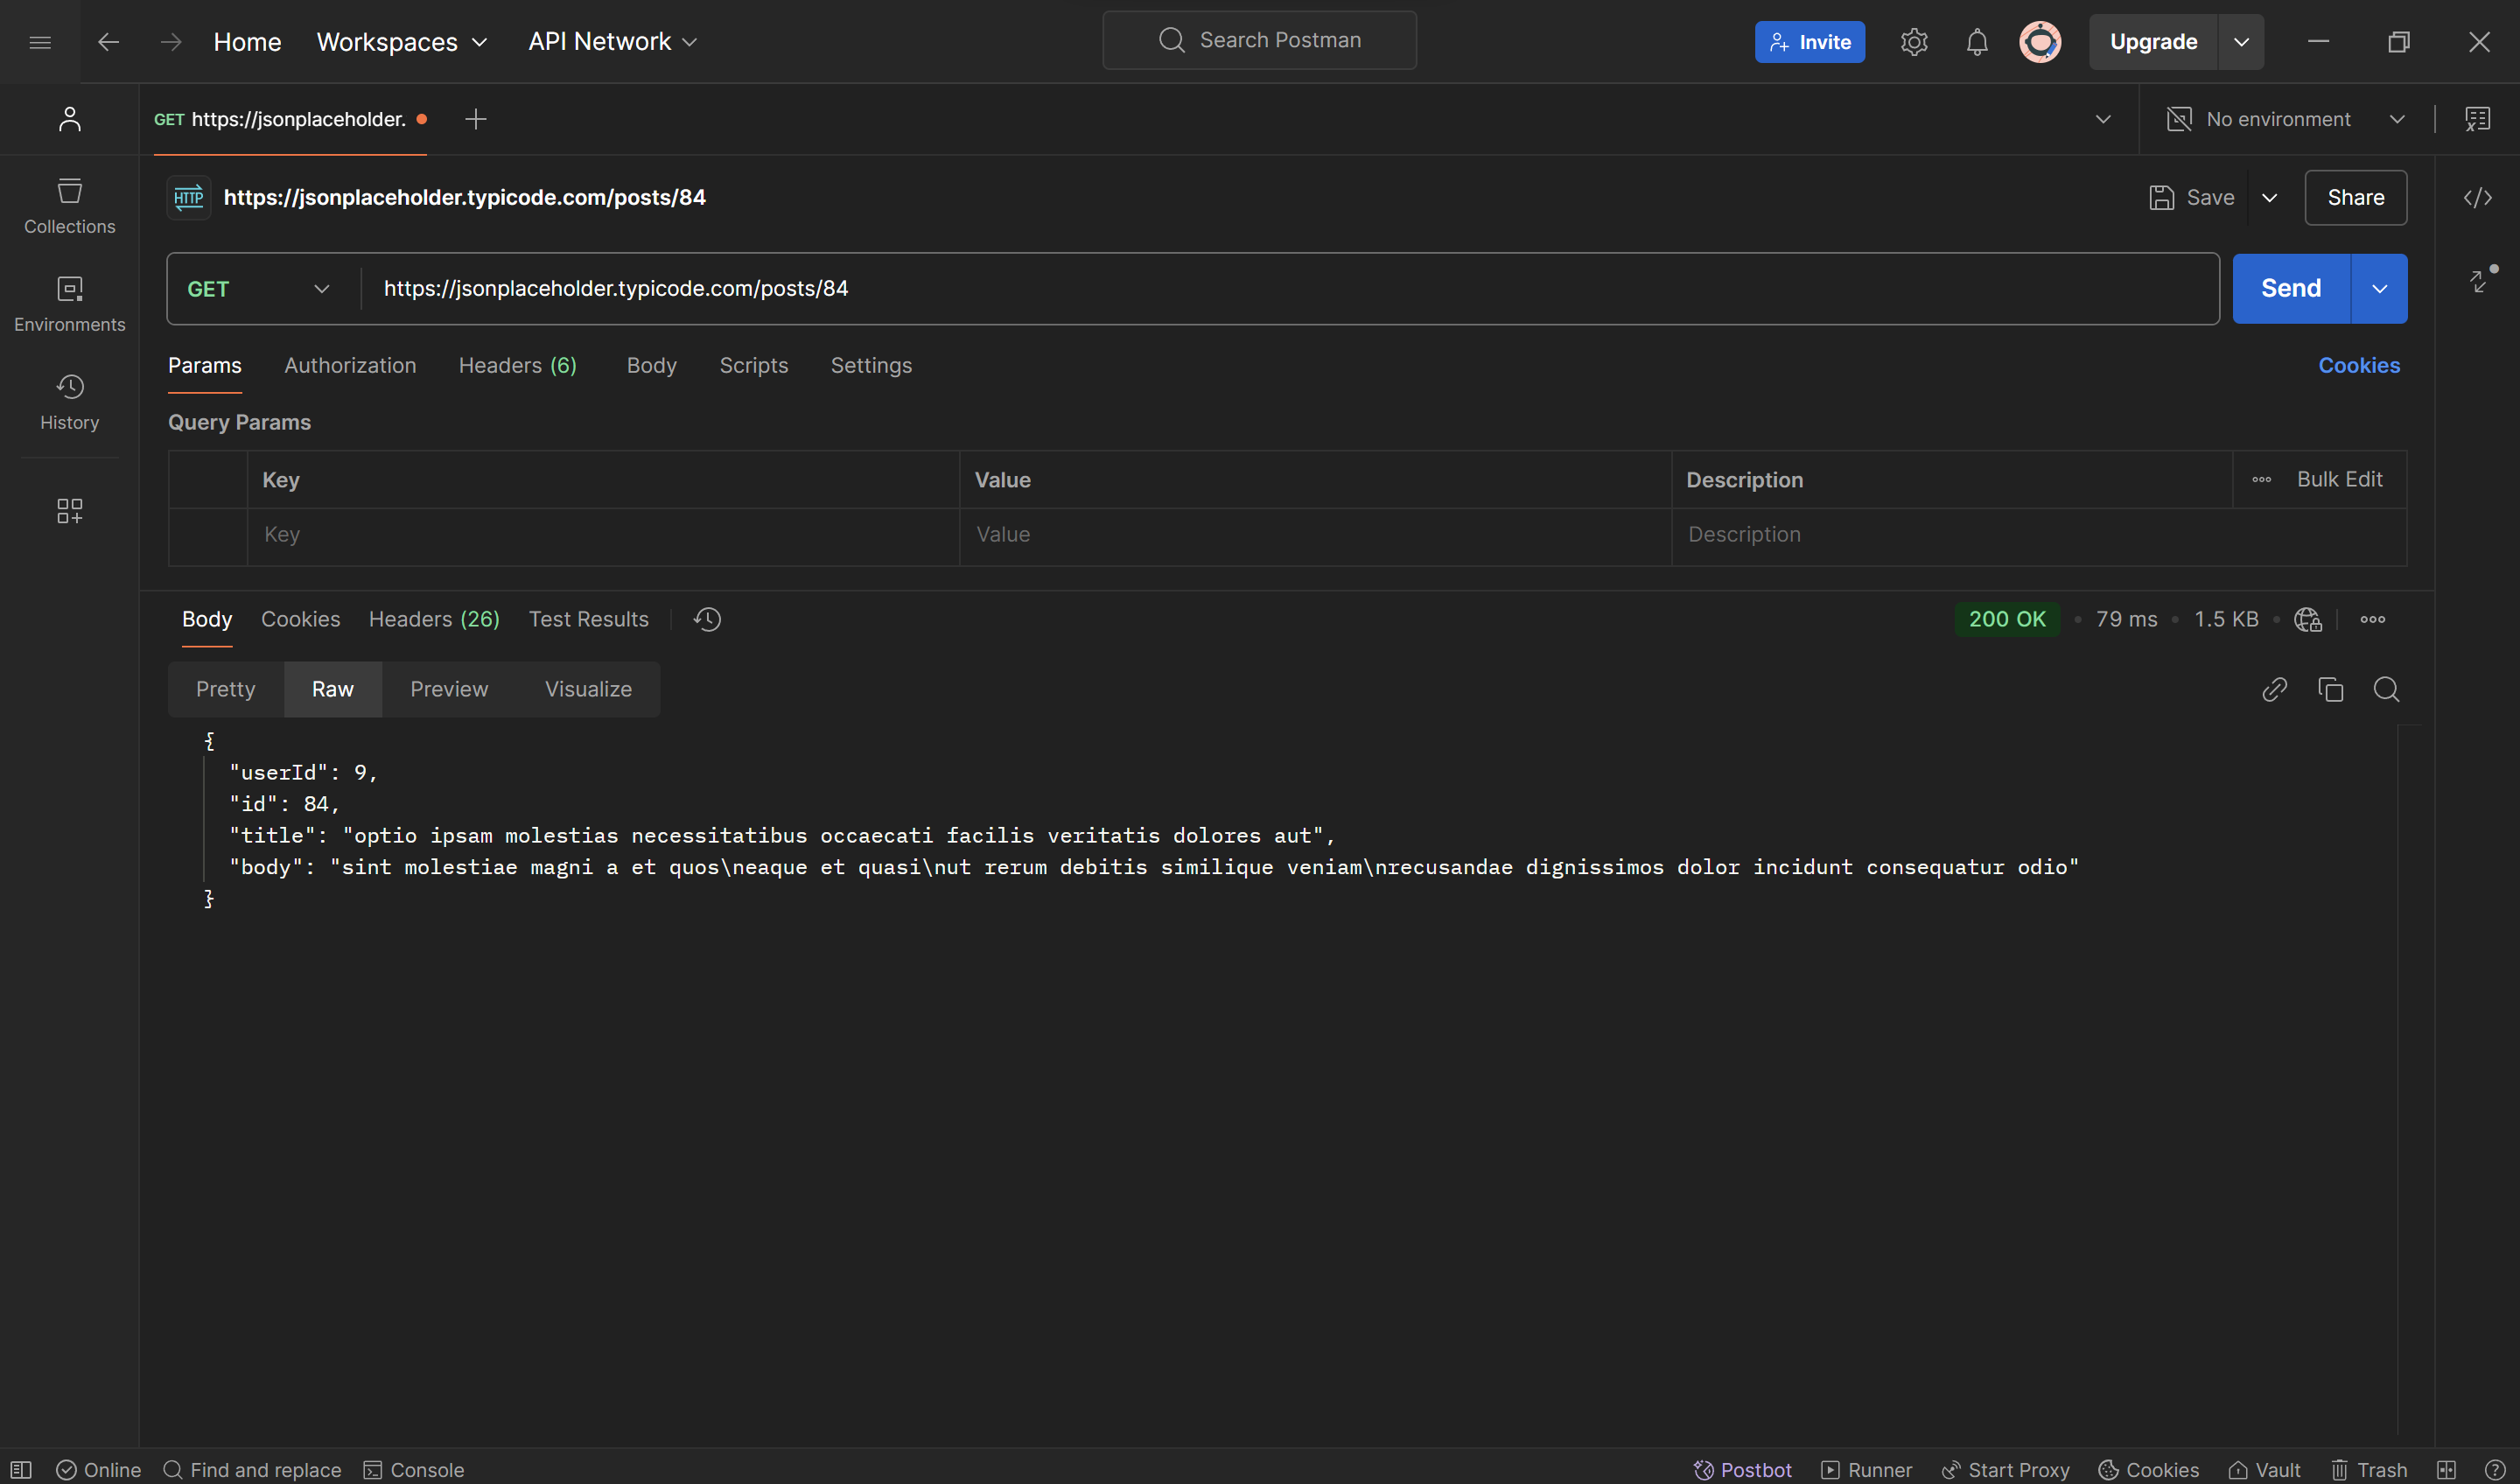 Home Workspaces API Network Search Postman Invite Upgrade
GET https://jsonplaceholder. No environment
HTTP https://jsonplaceholder.typicode.com/posts/84 Save Share
Collections
Environments
History
GET https://jsonplaceholder.typicode.com/posts/84 Send
Params Authorization Headers (6) Body Scripts Settings Cookies
Query Params
Key Value Description Bulk Edit
Key Value Description
Body Cookies Headers (26) Test Results 200 OK • 79 ms • 1.5 KB •
Pretty Raw Preview Visualize
{
"userId": 9,
"id": 84,
"title": "optio ipsam molestias necessitatibus occaecati facilis veritatis dolores aut",
"body": "sint molestiae magni a et quos\neaque et quasi\nut rerum debitis similique veniam\nrecusandae dignissimos dolor incidunt consequatur odio"
}
Online Find and replace Console Postbot Runner Start Proxy Cookies Vault Trash